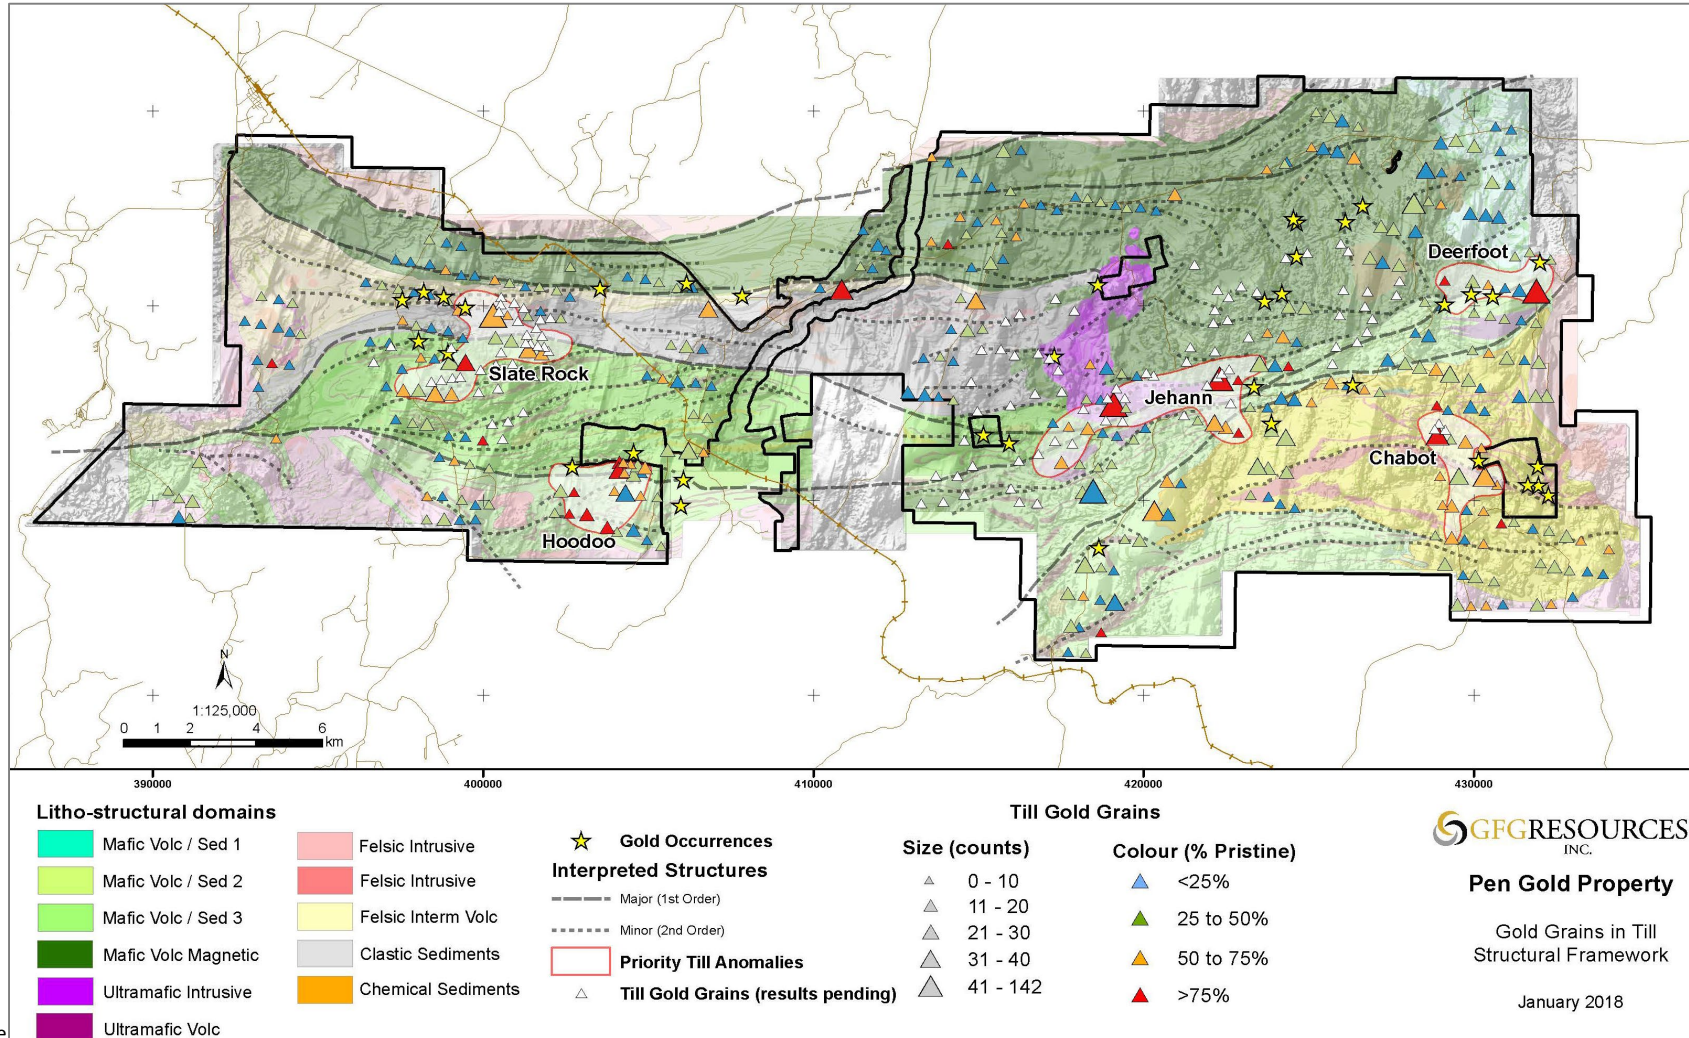 Deerfoot
Slate Rock
Jehann
Chabot
Hoodoo
N
1:125,000
0 1 2 4 6
km
390000 400000 410000 420000 430000
Litho-structural domains
Mafic Volc / Sed 1
Mafic Volc / Sed 2
Mafic Volc / Sed 3
Mafic Volc Magnetic
Ultramafic Intrusive
Ultramafic Volc
Felsic Intrusive
Felsic Intrusive
Felsic Interm Volc
Clastic Sediments
Chemical Sediments
Gold Occurrences
Interpreted Structures
Major (1st Order)
Minor (2nd Order)
Priority Till Anomalies
Till Gold Grains (results pending)
Till Gold Grains
Size (counts)
0 - 10
11 - 20
21 - 30
31 - 40
41 - 142
Colour (% Pristine)
<25%
25 to 50%
50 to 75%
>75%
GFGRESOURCES
INC.
Pen Gold Property
Gold Grains in Till
Structural Framework
January 2018
e